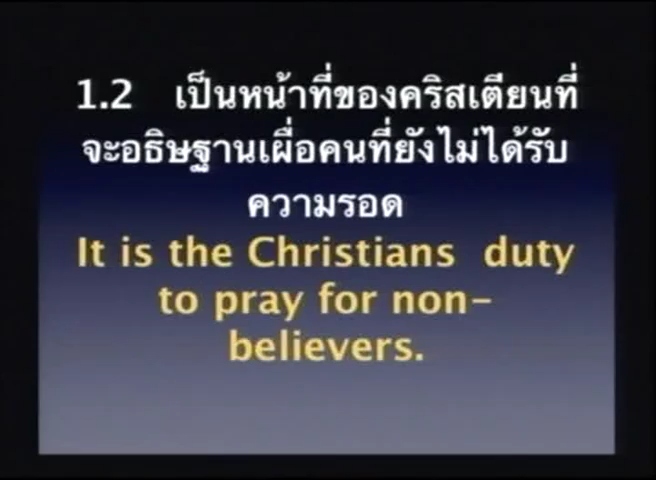 1.2 เป็นหน้าที่ของคริสเตียนที่
จะอธิษฐานเผื่อคนที่ยังไม่ได้รับ
ความรอด
It is the Christians duty
to pray for non-
believers.